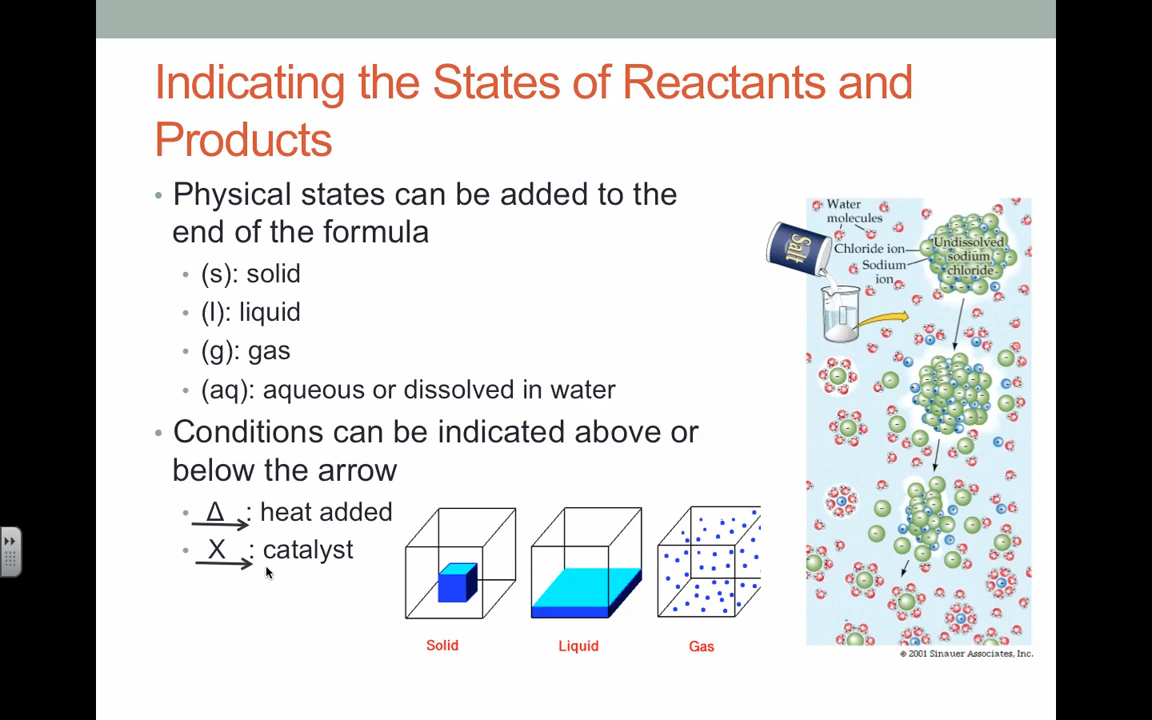 Indicating the States of Reactants and
Products
• Physical states can be added to the
end of the formula
• (s): solid
• (l): liquid
• (g): gas
• (aq): aqueous or dissolved in water
• Conditions can be indicated above or
below the arrow
• Δ : heat added
• X : catalyst
Solid
Liquid
Gas
Water
molecules
Salt
Chloride ion
Sodium
ion
Undissolved
sodium
chloride
© 2001 Sinauer Associates, Inc.